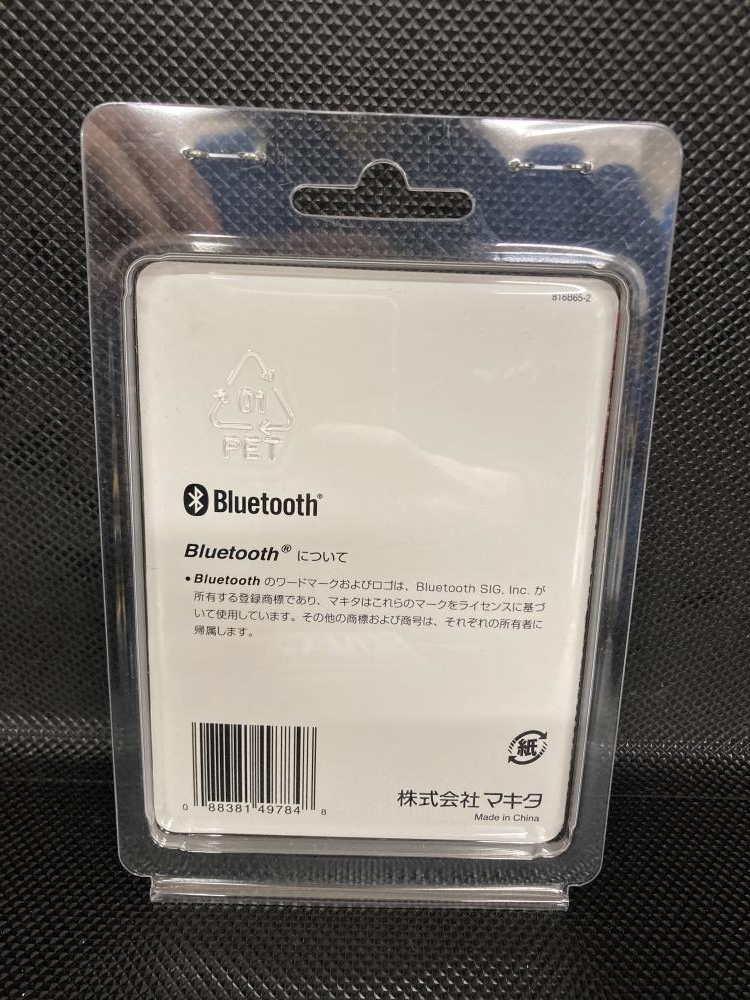 816B65-2
01
PET
Bluetooth®
Bluetooth® について
• Bluetooth のワードマークおよびロゴは、Bluetooth SIG, Inc. が
所有する登録商標であり、マキタはこれらのマークをライセンスに基づ
いて使用しています。その他の商標および商号は、それぞれの所有者に
帰属します。
紙
0 88381 49784 8
株式会社マキタ
Made in China